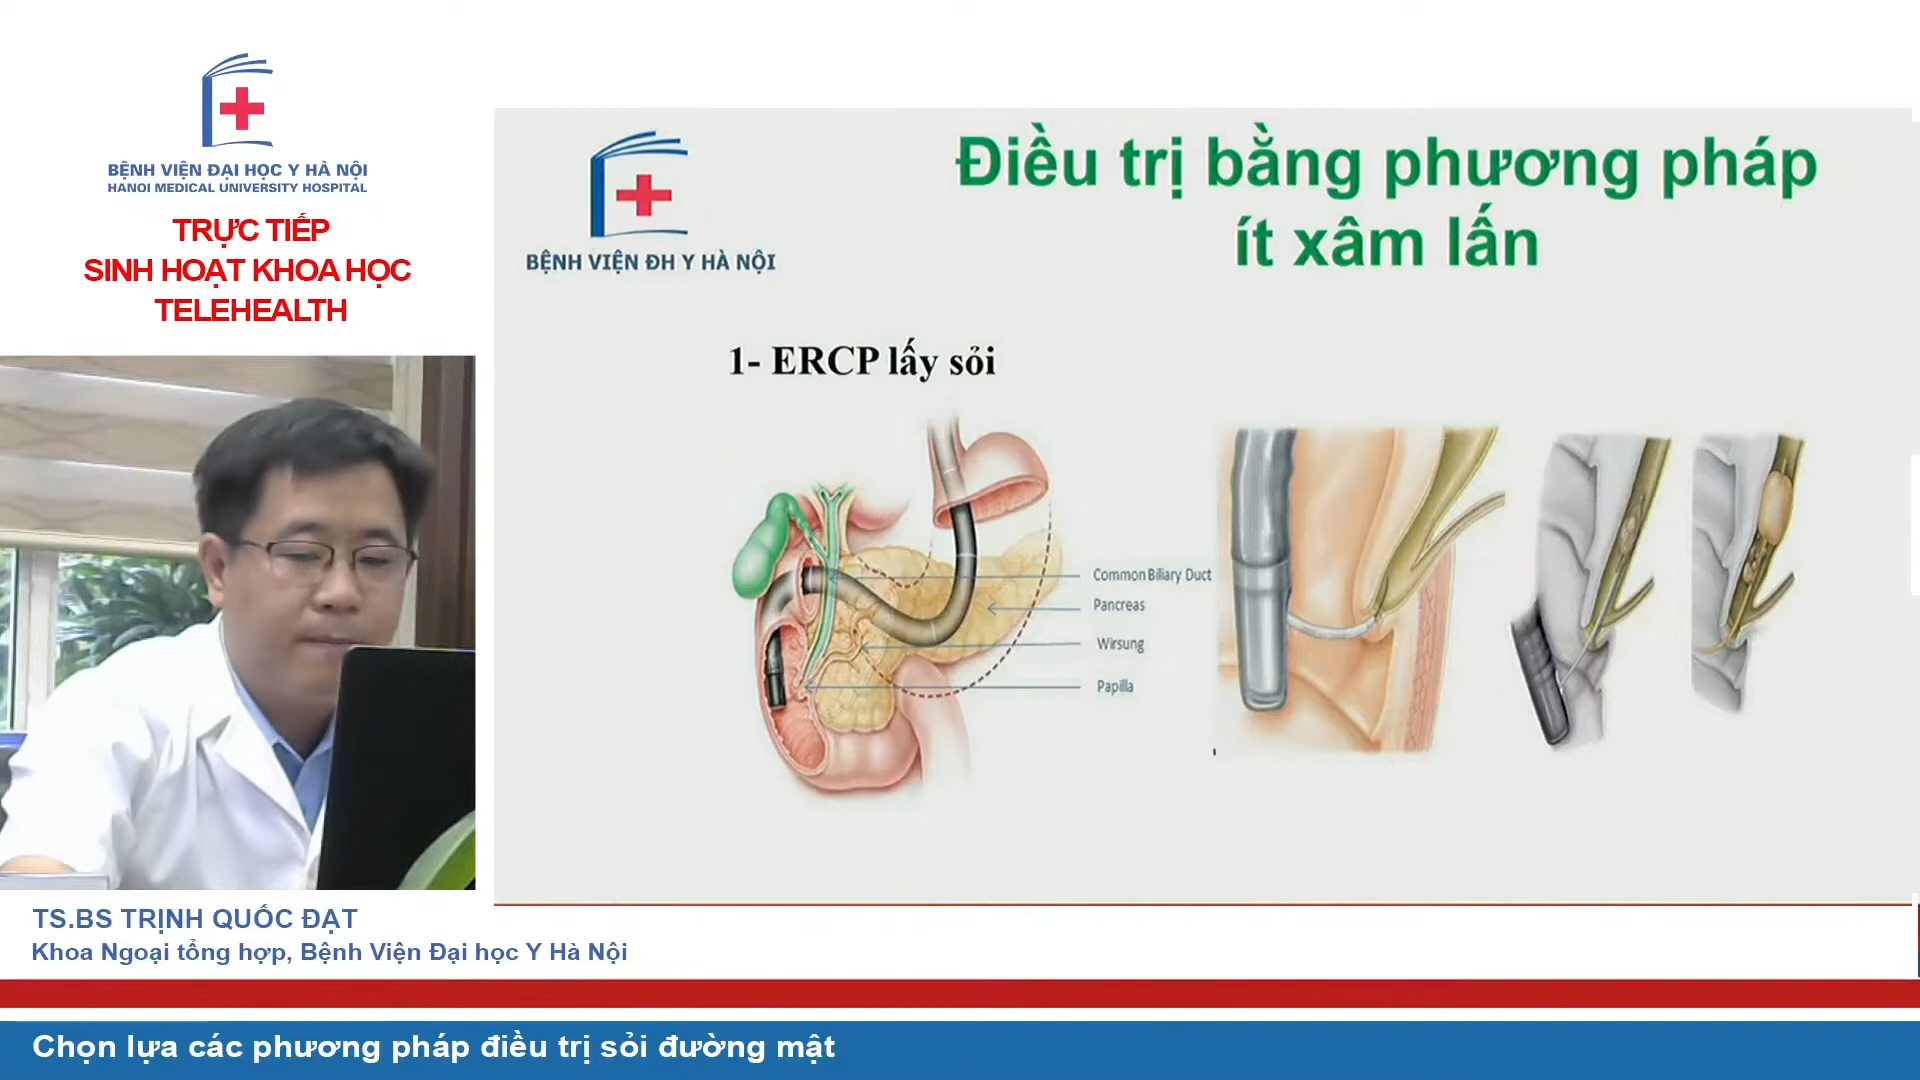 BỆNH VIỆN ĐẠI HỌC Y HÀ NỘI
HANOI MEDICAL UNIVERSITY HOSPITAL
TRỰC TIẾP
SINH HOẠT KHOA HỌC
TELEHEALTH
BỆNH VIỆN ĐH Y HÀ NỘI
Điều trị bằng phương pháp
ít xâm lấn
1- ERCP lấy sỏi
Common Biliary Duct
Pancreas
Wirsung
Papilla
TS.BS TRỊNH QUỐC ĐẠT
Khoa Ngoại tổng hợp, Bệnh Viện Đại học Y Hà Nội
Chọn lựa các phương pháp điều trị sỏi đường mật